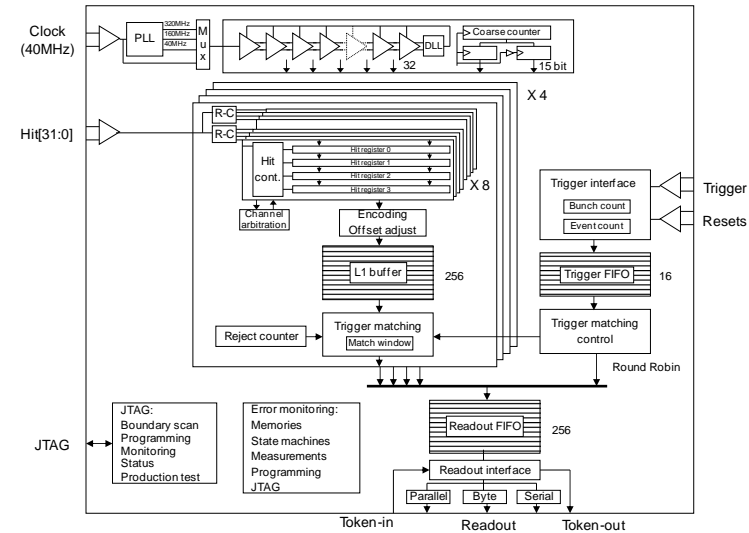 Clock
(40MHz)
PLL
320MHz
160MHz
40MHz
Mux
DLL
32
Coarse counter
15 bit
X 4
Hit[31:0]
R-C
R-C
Hit
cont.
Hit register 0
Hit register 1
Hit register 2
Hit register 3
X 8
Channel
arbitration
Encoding
Offset adjust
L1 buffer
256
Reject counter
Trigger matching
Match window
Trigger interface
Bunch count
Event count
Trigger
Resets
Trigger FIFO
16
Trigger matching
control
Round Robin
JTAG
JTAG:
Boundary scan
Programming
Monitoring
Status
Production test
Error monitoring:
Memories
State machines
Measurements
Programming
JTAG
Readout FIFO
256
Readout interface
Parallel
Byte
Serial
Token-in
Readout
Token-out